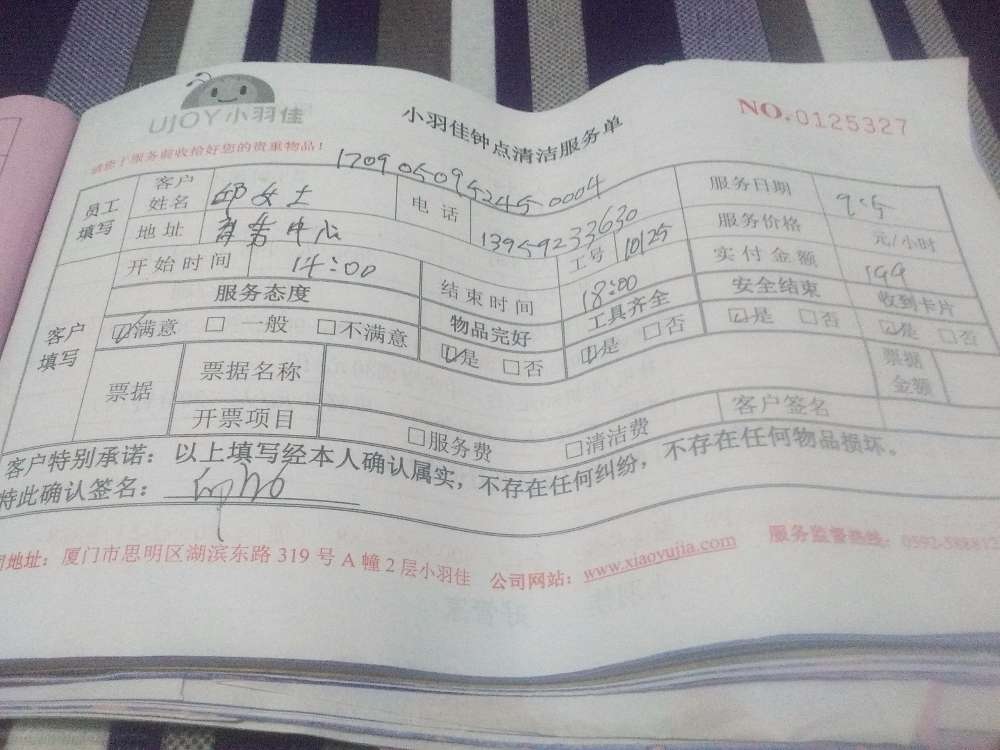 UJOY小羽佳
小羽佳钟点清洁服务单
NO.0125327
请您于服务前收拾好您的贵重物品!
1709050952450004
员工填写
客户姓名 邱女士 电话 13959233630 服务日期 9:5
地址 商务中心 工号 10125 服务价格 元/小时
客户填写
开始时间 14:00 结束时间 18:00 实付金额 199
服务态度 物品完好 工具齐全 安全结束 收到卡片
☑满意 □一般 □不满意 ☑是 □否 ☑是 □否 ☑是 □否 ☑是 □否
票据 票据名称 票据金额
开票项目 □服务费 □清洁费 客户签名
客户特别承诺:以上填写经本人确认属实,不存在任何纠纷,不存在任何物品损坏。
特此确认签名:
司地址:厦门市思明区湖滨东路 319 号 A 幢 2 层小羽佳 公司网站:www.xiaoyujia.com 服务监督热线:0592-588812